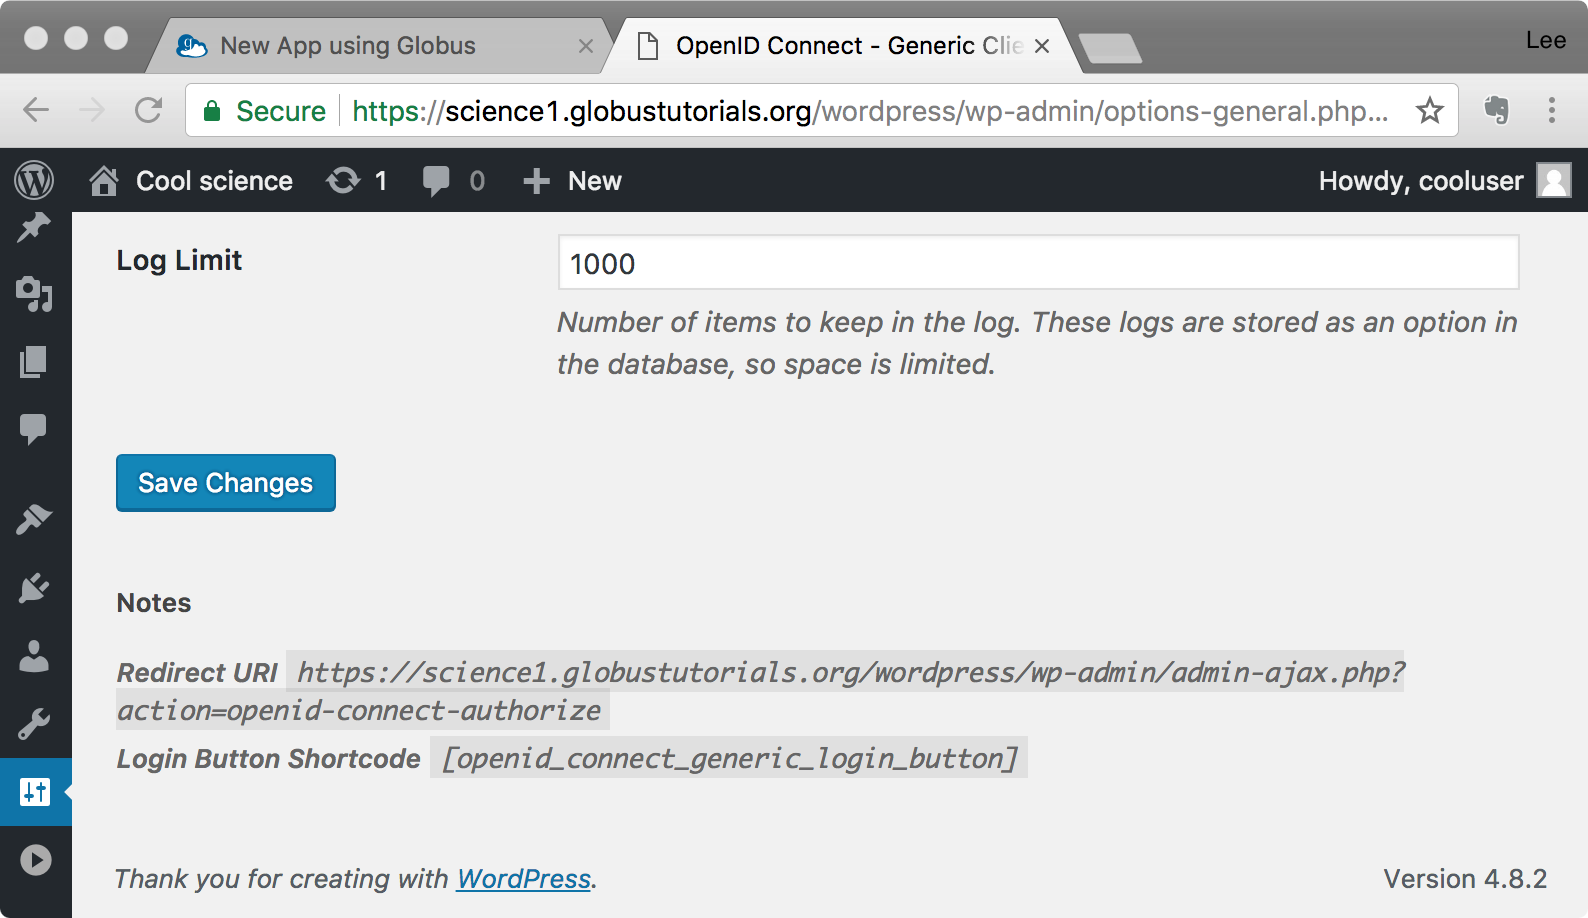 New App using Globus
OpenID Connect - Generic Clie
Lee
Secure
https://science1.globustutorials.org/wordpress/wp-admin/options-general.php...
Cool science
1
0
New
Howdy, cooluser
Log Limit
1000
Number of items to keep in the log. These logs are stored as an option in
the database, so space is limited.
Save Changes
Notes
Redirect URI https://science1.globustutorials.org/wordpress/wp-admin/admin-ajax.php?
action=openid-connect-authorize
Login Button Shortcode [openid_connect_generic_login_button]
Thank you for creating with WordPress.
Version 4.8.2